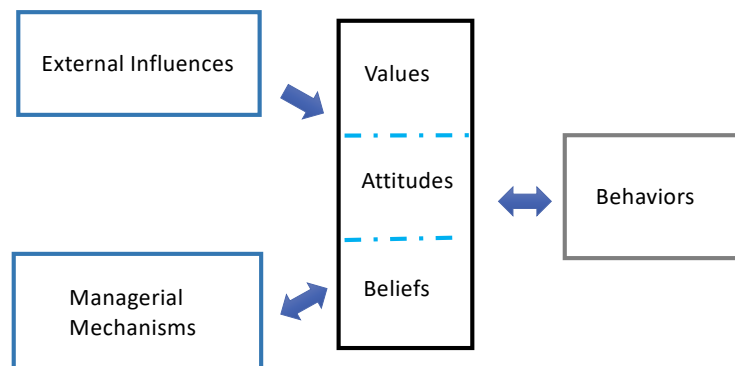 External Influences
Values
Attitudes
Behaviors
Beliefs
Managerial
Mechanisms